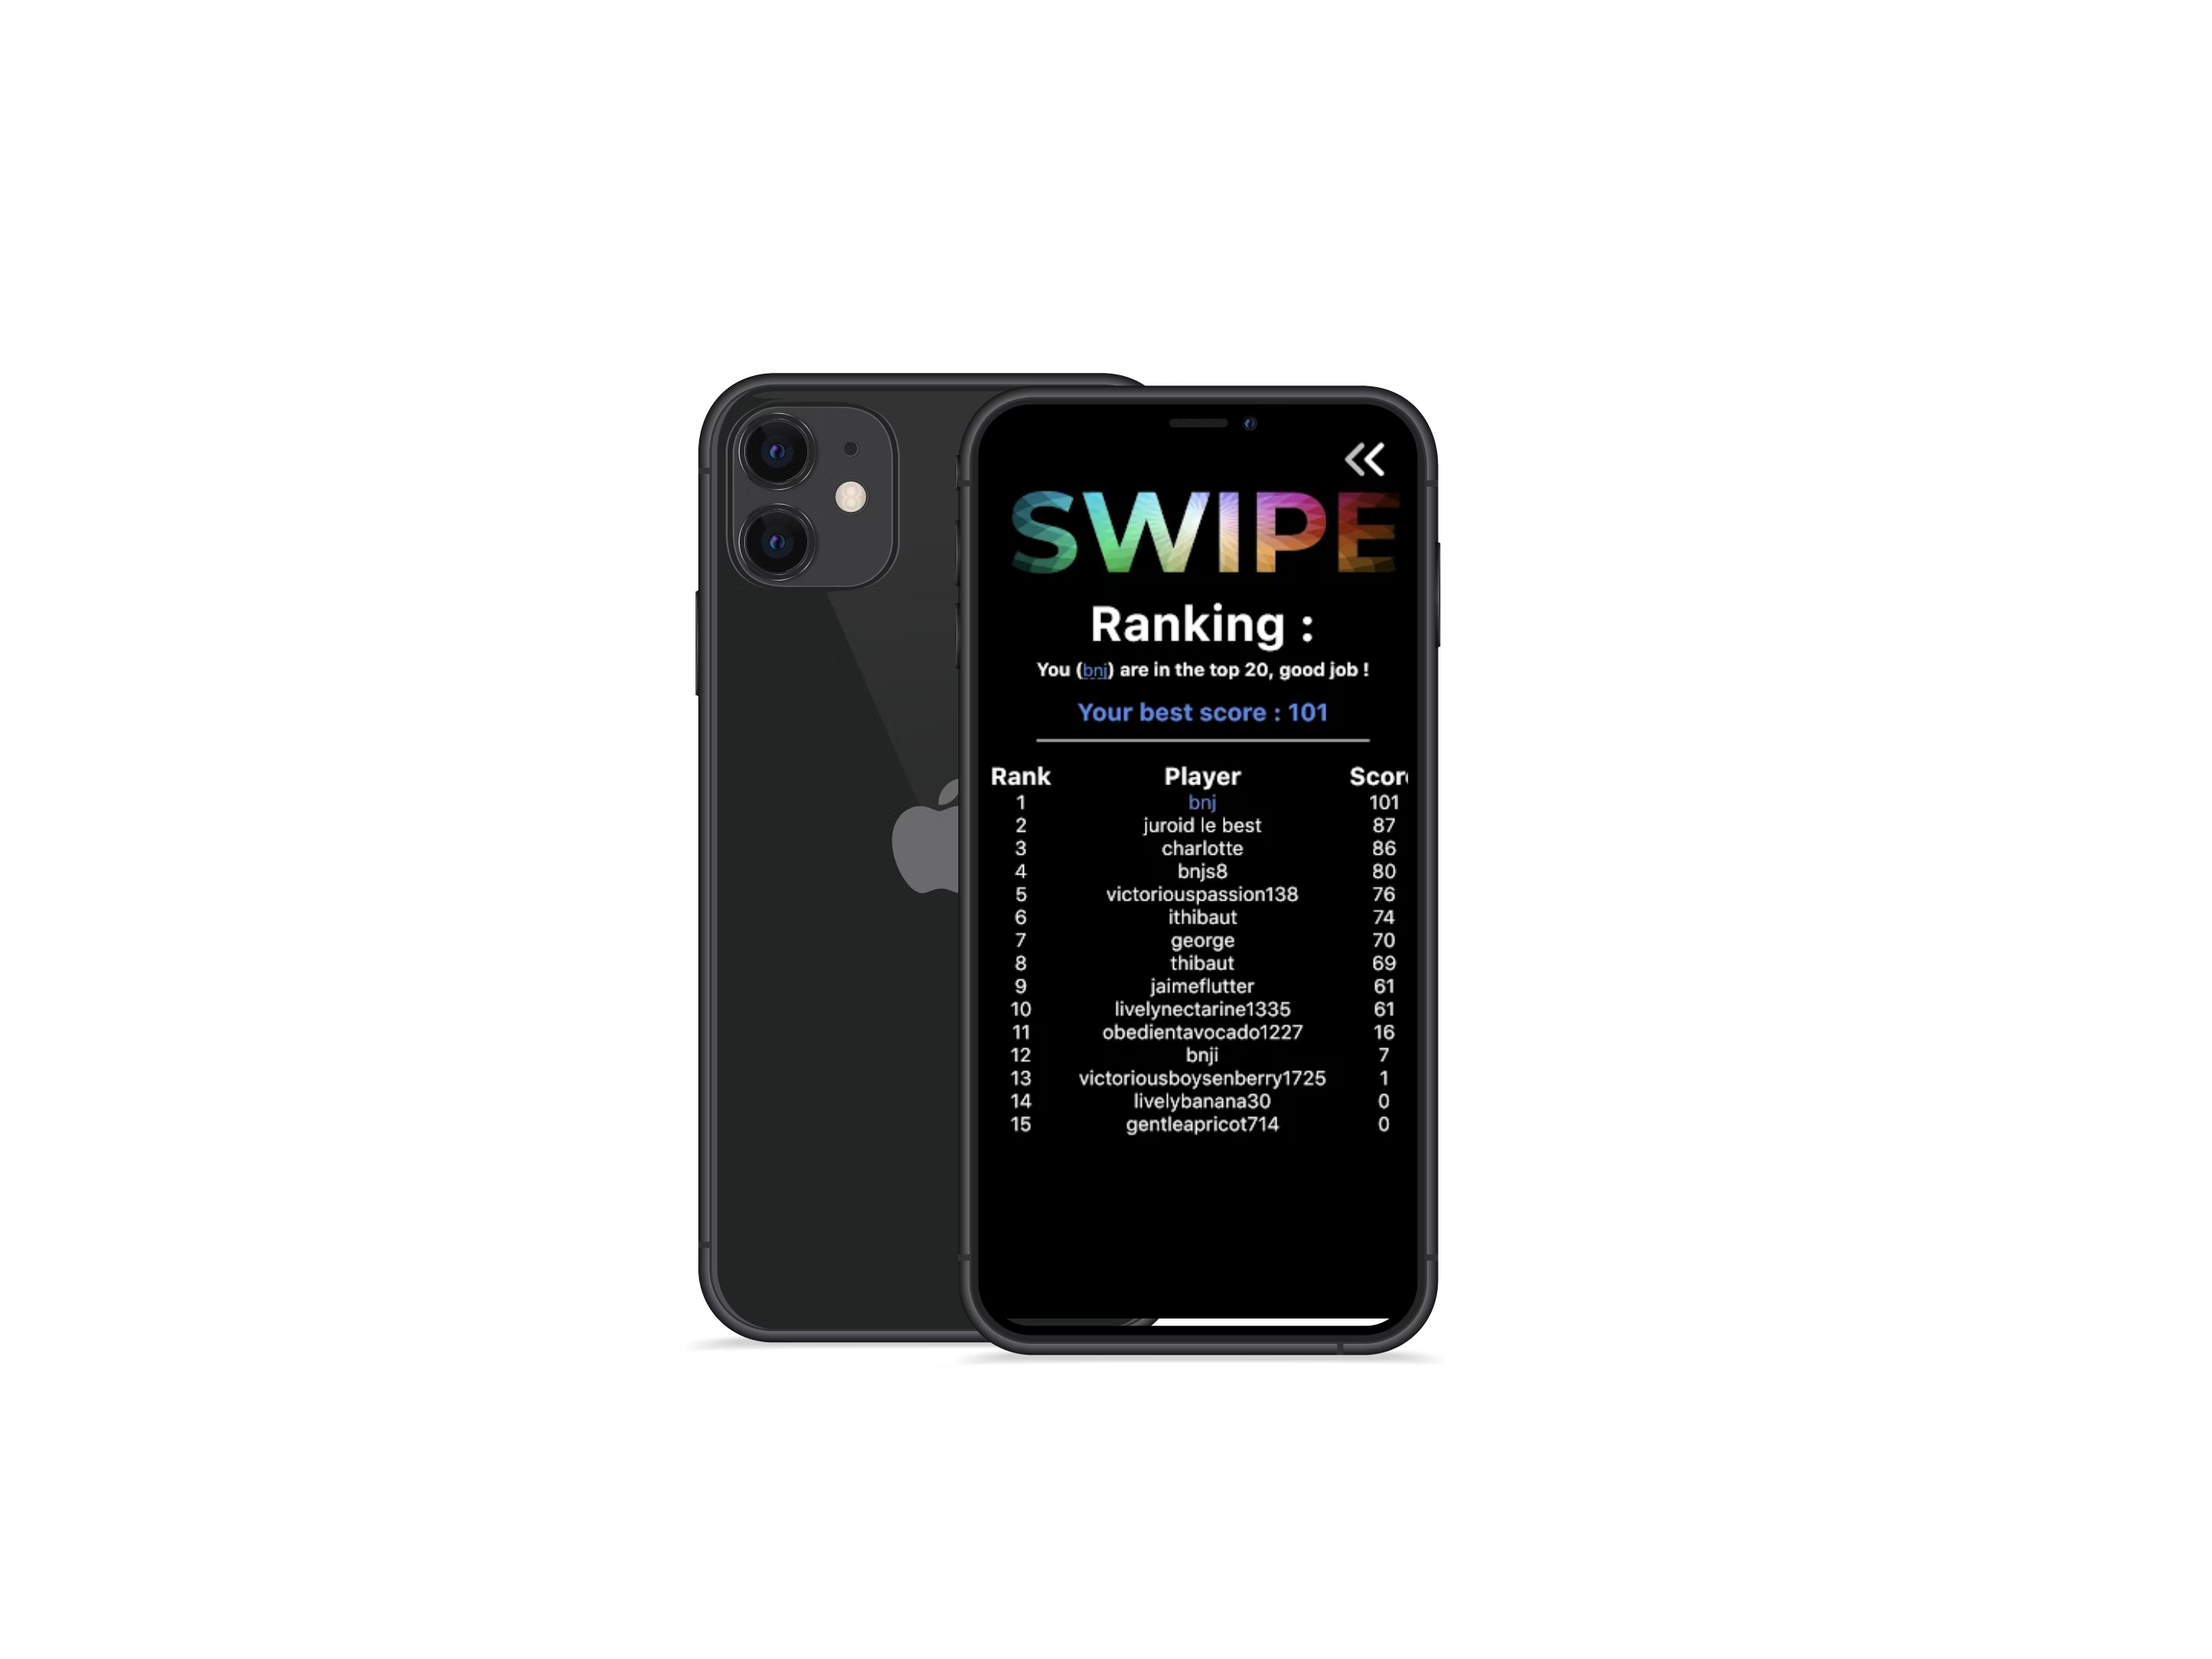 SWIPE
Ranking :
You (bnj) are in the top 20, good job !
Your best score : 101
Rank Player Score
1 bnj 101
2 juroid le best 87
3 charlotte 86
4 bnjs8 80
5 victoriouspassion138 76
6 ithibaut 74
7 george 70
8 thibaut 69
9 jaimeflutter 61
10 livelynectarine1335 61
11 obedientavocado1227 16
12 bnji 7
13 victoriousboysenberry1725 1
14 livelybanana30 0
15 gentleapricot714 0